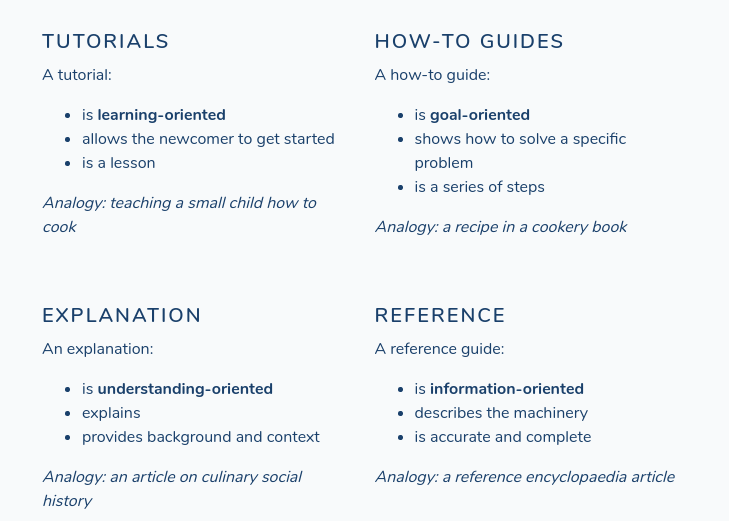 TUTORIALS
A tutorial:
• is learning-oriented
• allows the newcomer to get started
• is a lesson
Analogy: teaching a small child how to
cook
HOW-TO GUIDES
A how-to guide:
• is goal-oriented
• shows how to solve a specific
problem
• is a series of steps
Analogy: a recipe in a cookery book
EXPLANATION
An explanation:
• is understanding-oriented
• explains
• provides background and context
Analogy: an article on culinary social
history
REFERENCE
A reference guide:
• is information-oriented
• describes the machinery
• is accurate and complete
Analogy: a reference encyclopaedia article